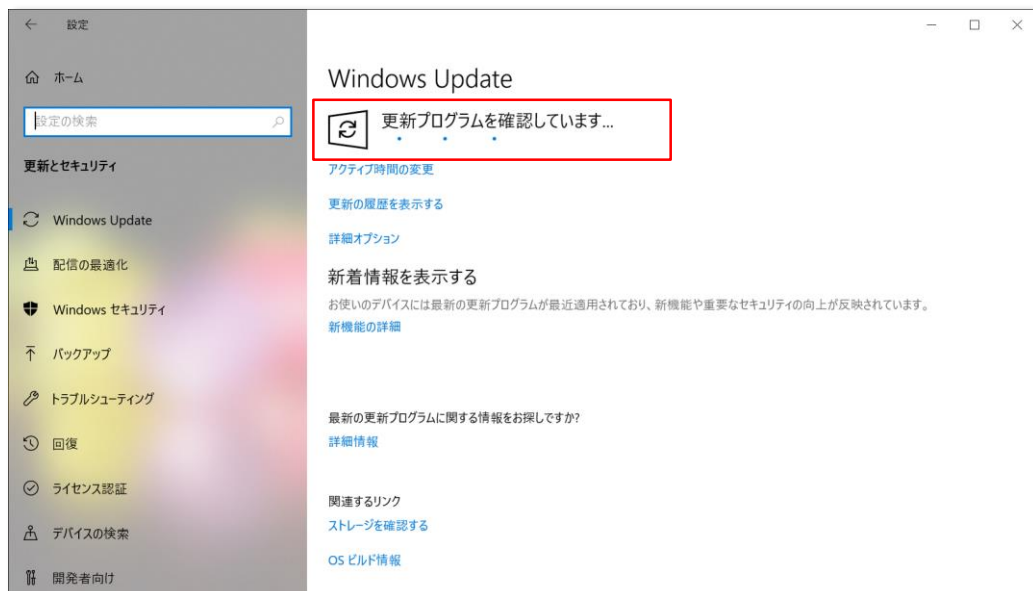 設定
ホーム
設定の検索
更新とセキュリティ
Windows Update
配信の最適化
Windows セキュリティ
バックアップ
トラブルシューティング
回復
ライセンス認証
デバイスの検索
開発者向け
Windows Update
更新プログラムを確認しています...
アクティブ時間の変更
更新の履歴を表示する
詳細オプション
新着情報を表示する
お使いのデバイスには最新の更新プログラムが最近適用されており、新機能や重要なセキュリティの向上が反映されています。
新機能の詳細
最新の更新プログラムに関する情報をお探しですか?
詳細情報
関連するリンク
ストレージを確認する
OS ビルド情報